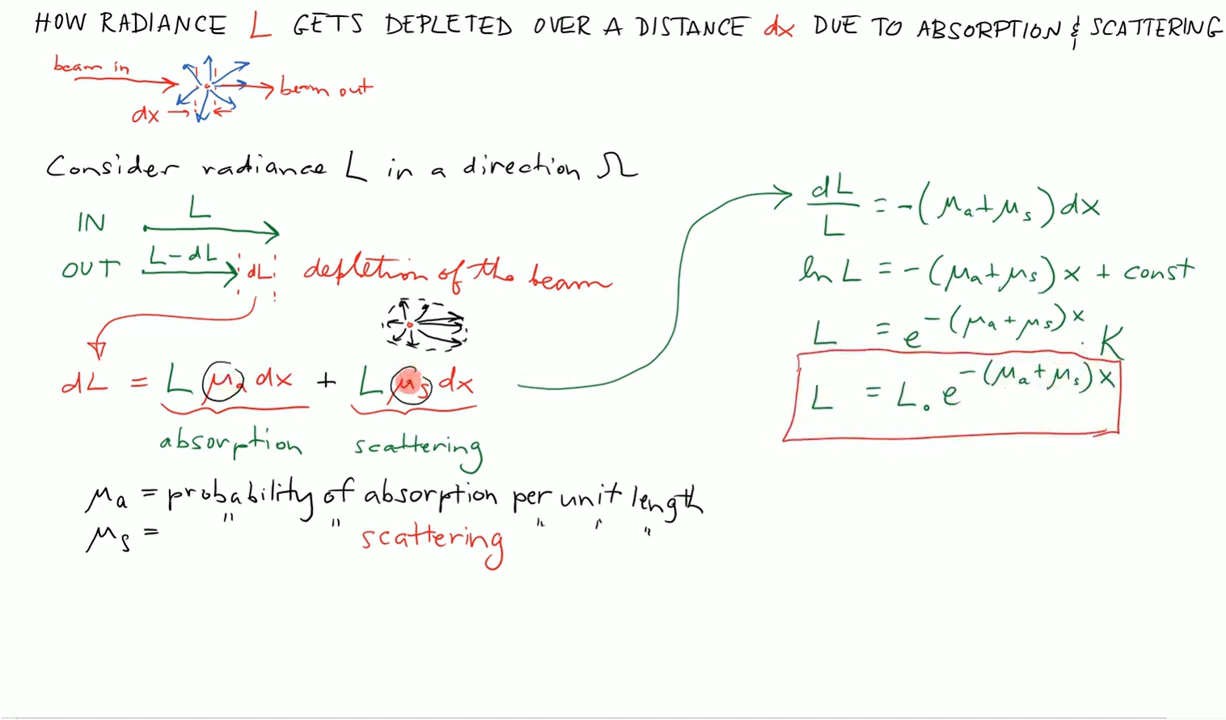 HOW RADIANCE L GETS DEPLETED OVER A DISTANCE dx DUE TO ABSORPTION & SCATTERING
beam in
beam out
dx
Consider radiance L in a direction Ω
IN L
OUT L-dL dL depletion of the beam
dL = L μa dx + L μs dx
absorption scattering
μa = probability of absorption per unit length
μs = " " scattering " " "
dL/L = -(μa+μs)dx
ln L = -(μa+μs)x + const
L = e^-(μa+μs)x · K
L = L₀ e^-(μa+μs)x